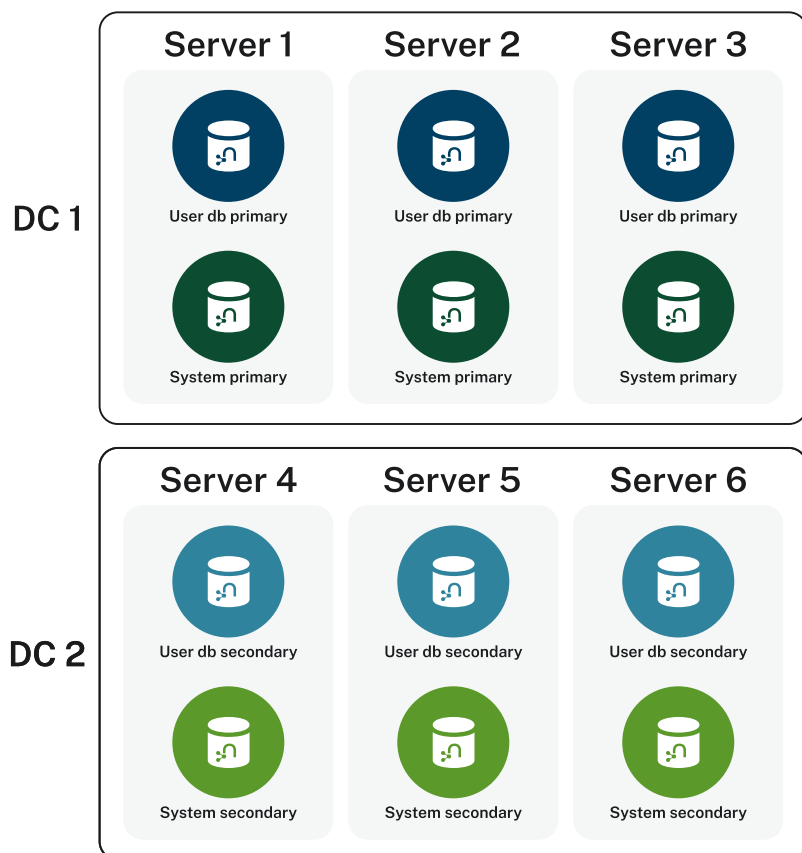 Server 1
Server 2
Server 3
DC 1
User db primary
User db primary
User db primary
System primary
System primary
System primary
Server 4
Server 5
Server 6
DC 2
User db secondary
User db secondary
User db secondary
System secondary
System secondary
System secondary